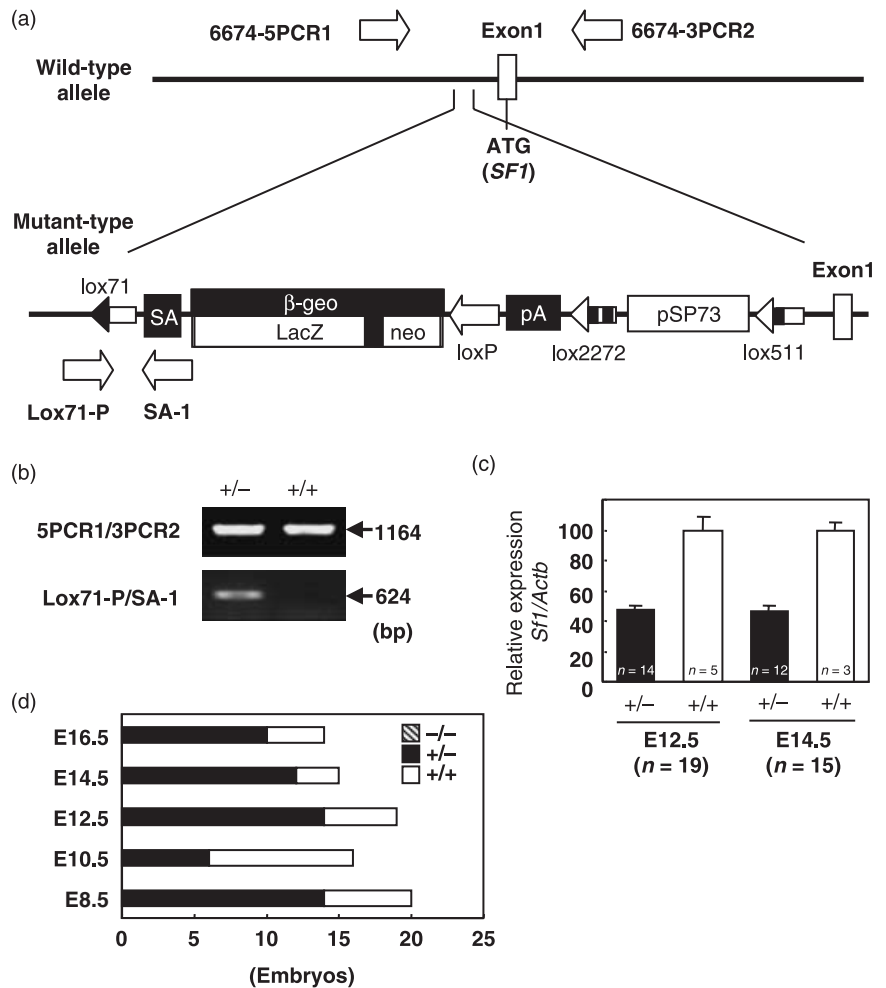 (a)
6674-5PCR1
Exon1
6674-3PCR2
Wild-type
allele
ATG
(SF1)
Mutant-type
allele
Exon1
lox71
SA
β-geo
LacZ
neo
loxP
pA
lox2272
pSP73
lox511
Lox71-P
SA-1
(b)
+/− +/+
5PCR1/3PCR2
1164
Lox71-P/SA-1
624
(bp)
(c)
Relative expression
Sf1/Actb
100
80
60
40
20
0
n = 14
n = 5
n = 12
n = 3
+/− +/+ +/− +/+
E12.5
(n = 19)
E14.5
(n = 15)
(d)
E16.5
E14.5
E12.5
E10.5
E8.5
−/−
+/−
+/+
0 5 10 15 20 25
(Embryos)